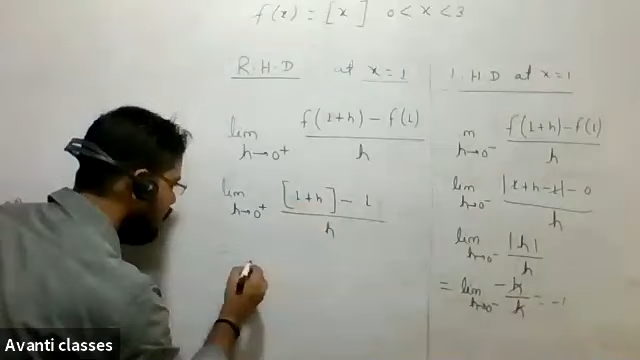 f(x) = [x] 0 < x < 3
R.H.D at x=1
lim h→0⁺ f(1+h) − f(1) / h
lim h→0⁺ [1+h] − 1 / h
L.H.D at x=1
m h→0⁻ f(1+h) − f(1) / h
lim h→0⁻ |1+h−1| − 0 / h
lim h→0⁻ |h| / h
= lim h→0⁻ −h / h = −1
Avanti classes